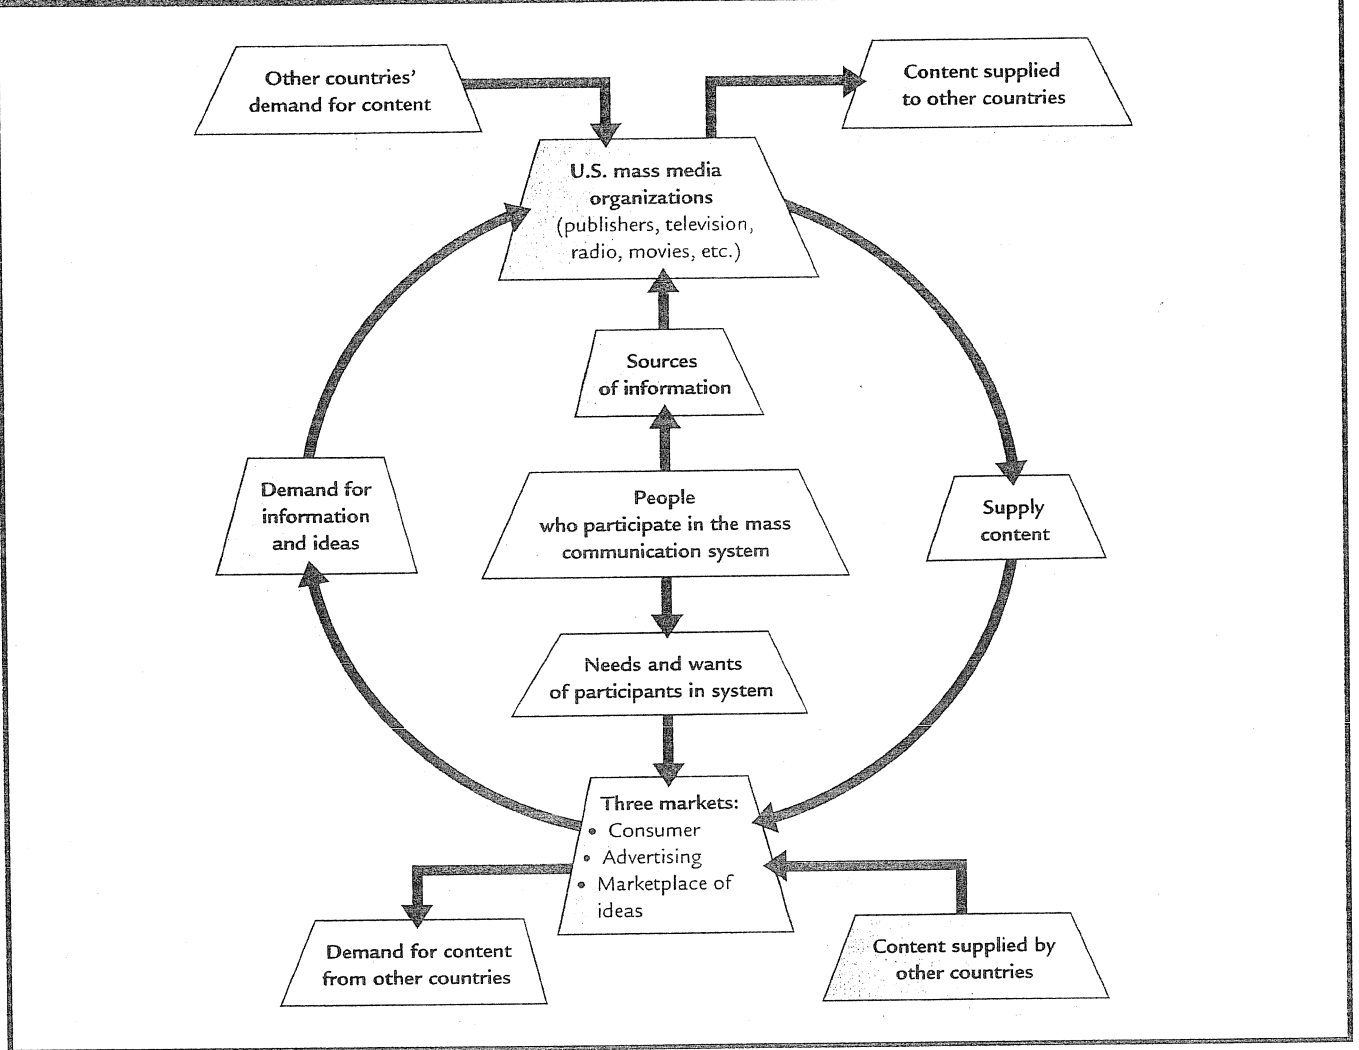 Other countries'
demand for content
Content supplied
to other countries
U.S. mass media
organizations
(publishers, television,
radio, movies, etc.)
Sources
of information
Demand for
information
and ideas
People
who participate in the mass
communication system
Supply
content
Needs and wants
of participants in system
Three markets:
• Consumer
• Advertising
• Marketplace of
ideas
Demand for content
from other countries
Content supplied by
other countries